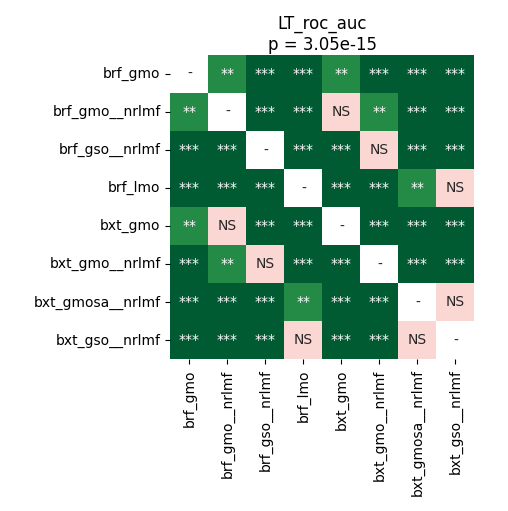 LT_roc_auc
p = 3.05e-15
brf_gmo - ** *** *** ** *** *** ***
brf_gmo__nrlmf ** - *** *** NS ** *** ***
brf_gso__nrlmf *** *** - *** *** NS *** ***
brf_lmo *** *** *** - *** *** ** NS
bxt_gmo ** NS *** *** - *** *** ***
bxt_gmo__nrlmf *** ** NS *** *** - *** ***
bxt_gmosa__nrlmf *** *** *** ** *** *** - NS
bxt_gso__nrlmf *** *** *** NS *** *** NS -
brf_gmo
brf_gmo__nrlmf
brf_gso__nrlmf
brf_lmo
bxt_gmo
bxt_gmo__nrlmf
bxt_gmosa__nrlmf
bxt_gso__nrlmf